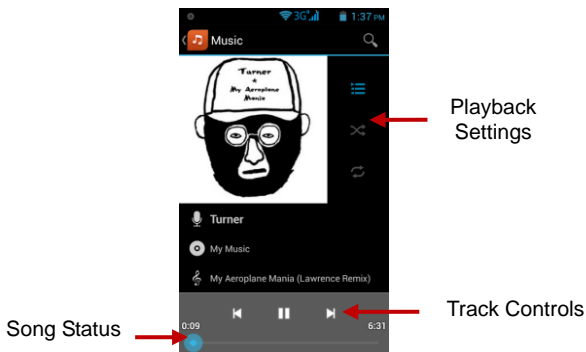 3G
1:37 PM
Music
Turner
*
My Aeroplane
Mania
Playback
Settings
Turner
My Music
My Aeroplane Mania (Lawrence Remix)
Track Controls
0:09
6:31
Song Status